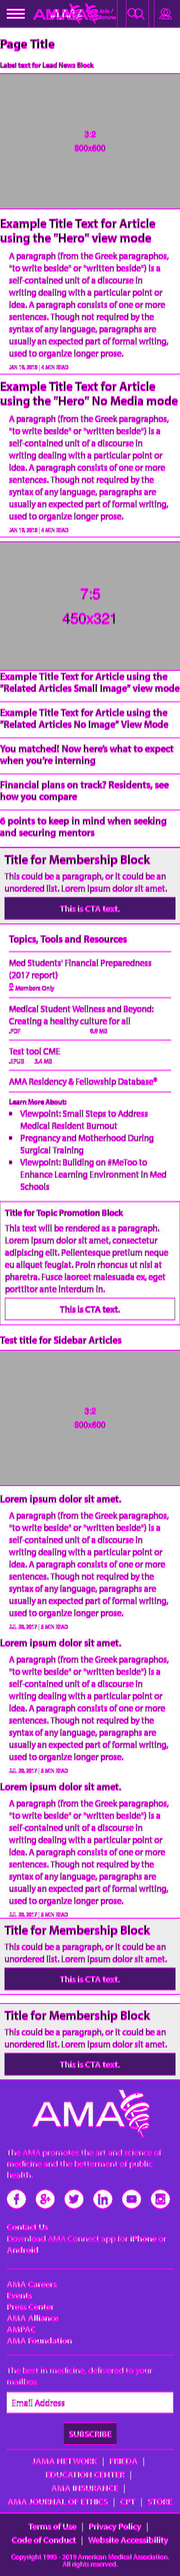 AMA
Join /
Renew
Page Title
Label text for Lead News Block
3:2
800x600
Example Title Text for Article
using the "Hero" view mode
A paragraph (from the Greek paragraphos,
"to write beside" or "written beside") is a
self-contained unit of a discourse in
writing dealing with a particular point or
idea. A paragraph consists of one or more
sentences. Though not required by the
syntax of any language, paragraphs are
usually an expected part of formal writing,
used to organize longer prose.
JAN 18, 2018 | 4 MIN READ
Example Title Text for Article
using the "Hero" No Media mode
A paragraph (from the Greek paragraphos,
"to write beside" or "written beside") is a
self-contained unit of a discourse in
writing dealing with a particular point or
idea. A paragraph consists of one or more
sentences. Though not required by the
syntax of any language, paragraphs are
usually an expected part of formal writing,
used to organize longer prose.
JAN 18, 2018 | 4 MIN READ
7:5
450x321
Example Title Text for Article using the
"Related Articles Small Image" view mode
Example Title Text for Article using the
"Related Articles No Image" View Mode
You matched! Now here's what to expect
when you're interning
Financial plans on track? Residents, see
how you compare
6 points to keep in mind when seeking
and securing mentors
Title for Membership Block
This could be a paragraph, or it could be an
unordered list. Lorem ipsum dolor sit amet.
This is CTA text.
Topics, Tools and Resources
Med Students' Financial Preparedness
(2017 report)
Members Only
Medical Student Wellness and Beyond:
Creating a healthy culture for all
.PDF
Test tool CME
.EPUB
AMA Residency & Fellowship Database®
Learn More About:
Viewpoint: Small Steps to Address
Medical Resident Burnout
Pregnancy and Motherhood During
Surgical Training
Viewpoint: Building on #MeToo to
Enhance Learning Environment in Med
Schools
Title for Topic Promotion Block
This text will be rendered as a paragraph.
Lorem ipsum dolor sit amet, consectetur
adipiscing elit. Pellentesque pretium neque
eu aliquet feugiat. Proin rhoncus ut nisl at
pharetra. Fusce laoreet malesuada ex, eget
porttitor ante interdum in.
This is CTA text.
Test title for Sidebar Articles
3:2
800x600
Lorem ipsum dolor sit amet.
A paragraph (from the Greek paragraphos,
"to write beside" or "written beside") is a
self-contained unit of a discourse in
writing dealing with a particular point or
idea. A paragraph consists of one or more
sentences. Though not required by the
syntax of any language, paragraphs are
usually an expected part of formal writing,
used to organize longer prose.
JUL 20, 2017 | 5 MIN READ
Lorem ipsum dolor sit amet.
A paragraph (from the Greek paragraphos,
"to write beside" or "written beside") is a
self-contained unit of a discourse in
writing dealing with a particular point or
idea. A paragraph consists of one or more
sentences. Though not required by the
syntax of any language, paragraphs are
usually an expected part of formal writing,
used to organize longer prose.
JUL 20, 2017 | 5 MIN READ
Lorem ipsum dolor sit amet.
A paragraph (from the Greek paragraphos,
"to write beside" or "written beside") is a
self-contained unit of a discourse in
writing dealing with a particular point or
idea. A paragraph consists of one or more
sentences. Though not required by the
syntax of any language, paragraphs are
usually an expected part of formal writing,
used to organize longer prose.
JUL 20, 2017 | 5 MIN READ
Title for Membership Block
This could be a paragraph, or it could be an
unordered list. Lorem ipsum dolor sit amet.
This is CTA text.
Title for Membership Block
This could be a paragraph, or it could be an
unordered list. Lorem ipsum dolor sit amet.
This is CTA text.
AMA
The AMA promotes the art and science of
medicine and the betterment of public
health.
Contact Us
Download AMA Connect app for iPhone or
Android
AMA Careers
Events
Press Center
AMA Alliance
AMPAC
AMA Foundation
The best in medicine, delivered to your
mailbox
Email Address
SUBSCRIBE
JAMA NETWORK | FRIEDA |
EDUCATION CENTER |
AMA INSURANCE |
AMA JOURNAL OF ETHICS | CPT | STORE
Terms of Use | Privacy Policy |
Code of Conduct | Website Accessibility
Copyright 1995 - 2019 American Medical Association.
All rights reserved.